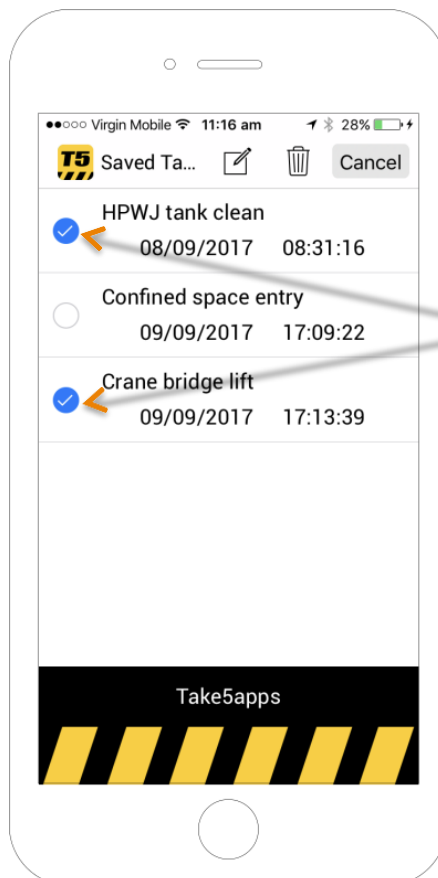 Virgin Mobile 11:16 am 28%
T5 Saved Ta... Cancel
HPWJ tank clean
08/09/2017 08:31:16
Confined space entry
09/09/2017 17:09:22
Crane bridge lift
09/09/2017 17:13:39
Take5apps